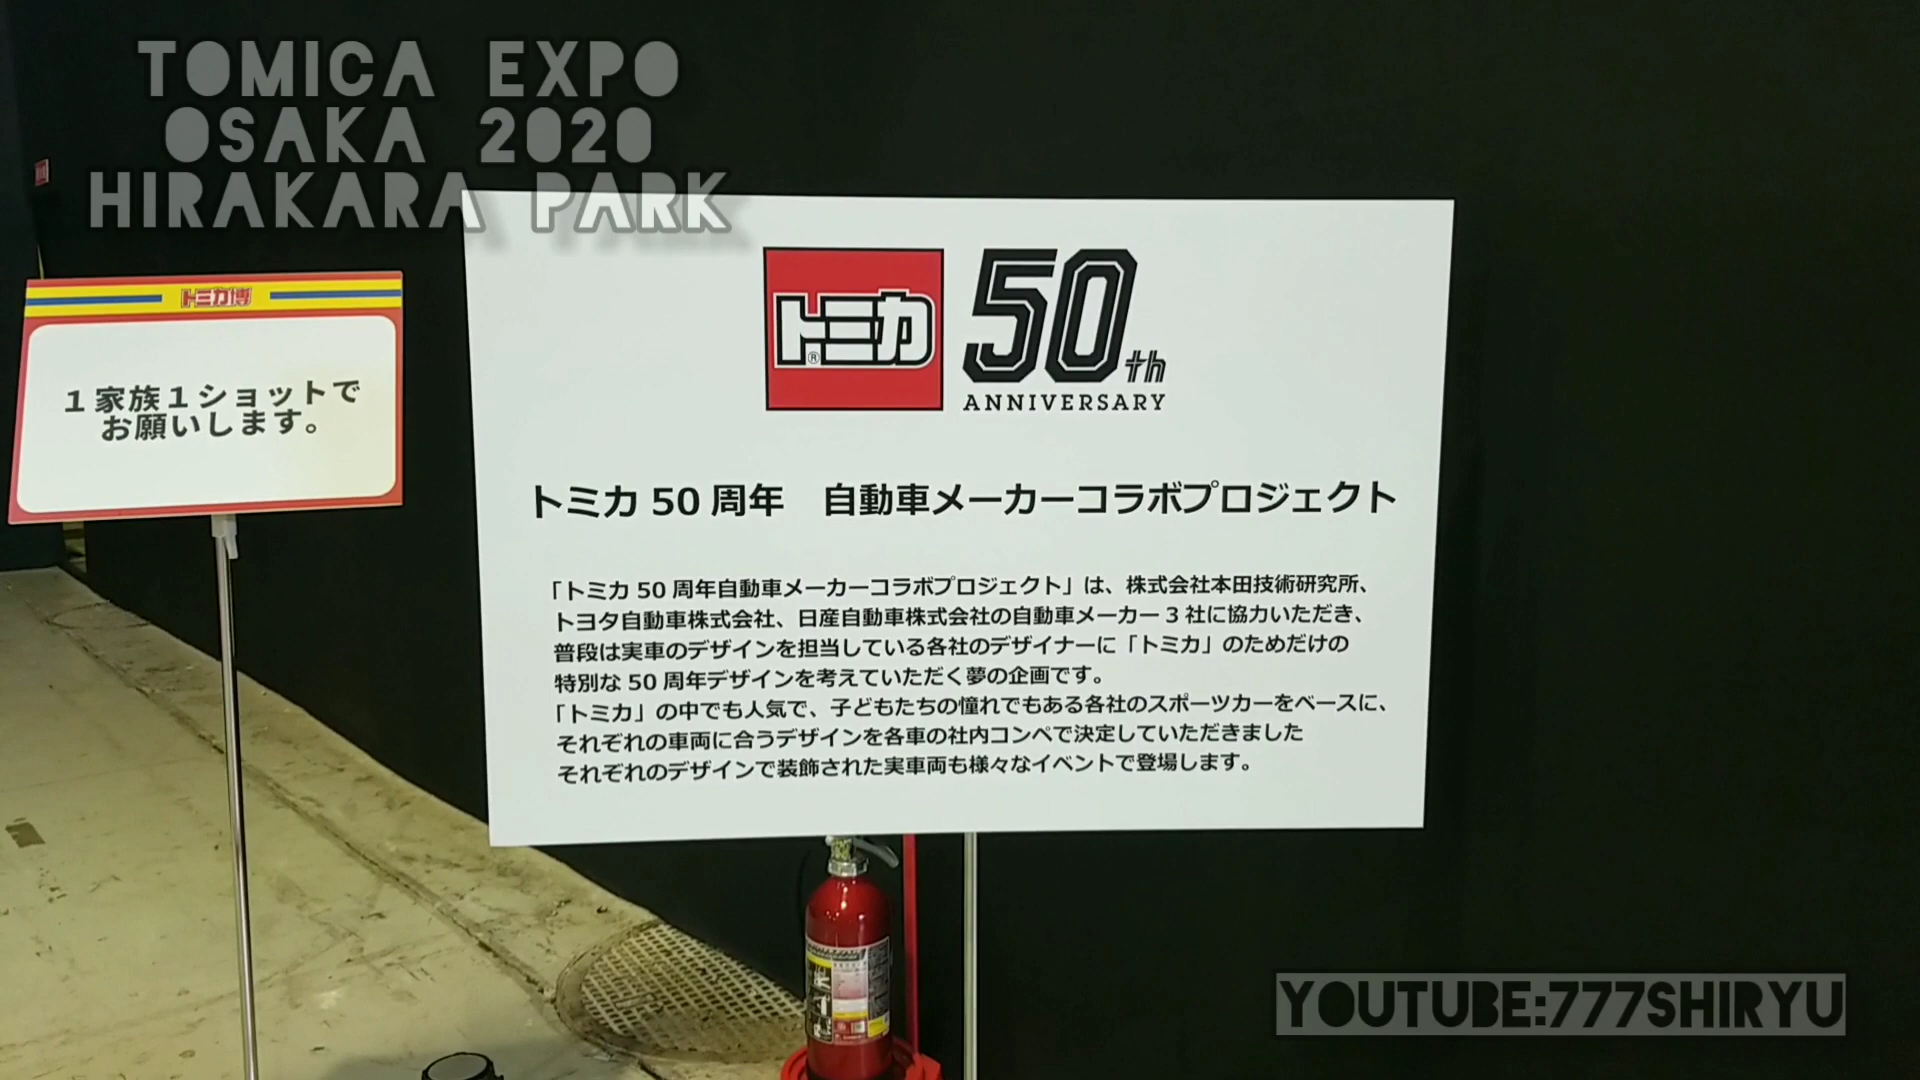 TOMICA EXPO
OSAKA 2020
HIRAKARA PARK
トミカ博
1家族1ショットで
お願いします。
トミカ®
50th
ANNIVERSARY
トミカ 50 周年　自動車メーカーコラボプロジェクト
「トミカ 50 周年自動車メーカーコラボプロジェクト」は、株式会社本田技術研究所、
トヨタ自動車株式会社、日産自動車株式会社の自動車メーカー 3 社に協力いただき、
普段は実車のデザインを担当している各社のデザイナーに「トミカ」のためだけの
特別な 50 周年デザインを考えていただく夢の企画です。
「トミカ」の中でも人気で、子どもたちの憧れでもある各社のスポーツカーをベースに、
それぞれの車両に合うデザインを各車の社内コンペで決定していただきました
それぞれのデザインで装飾された実車両も様々なイベントで登場します。
YOUTUBE:777SHIRYU